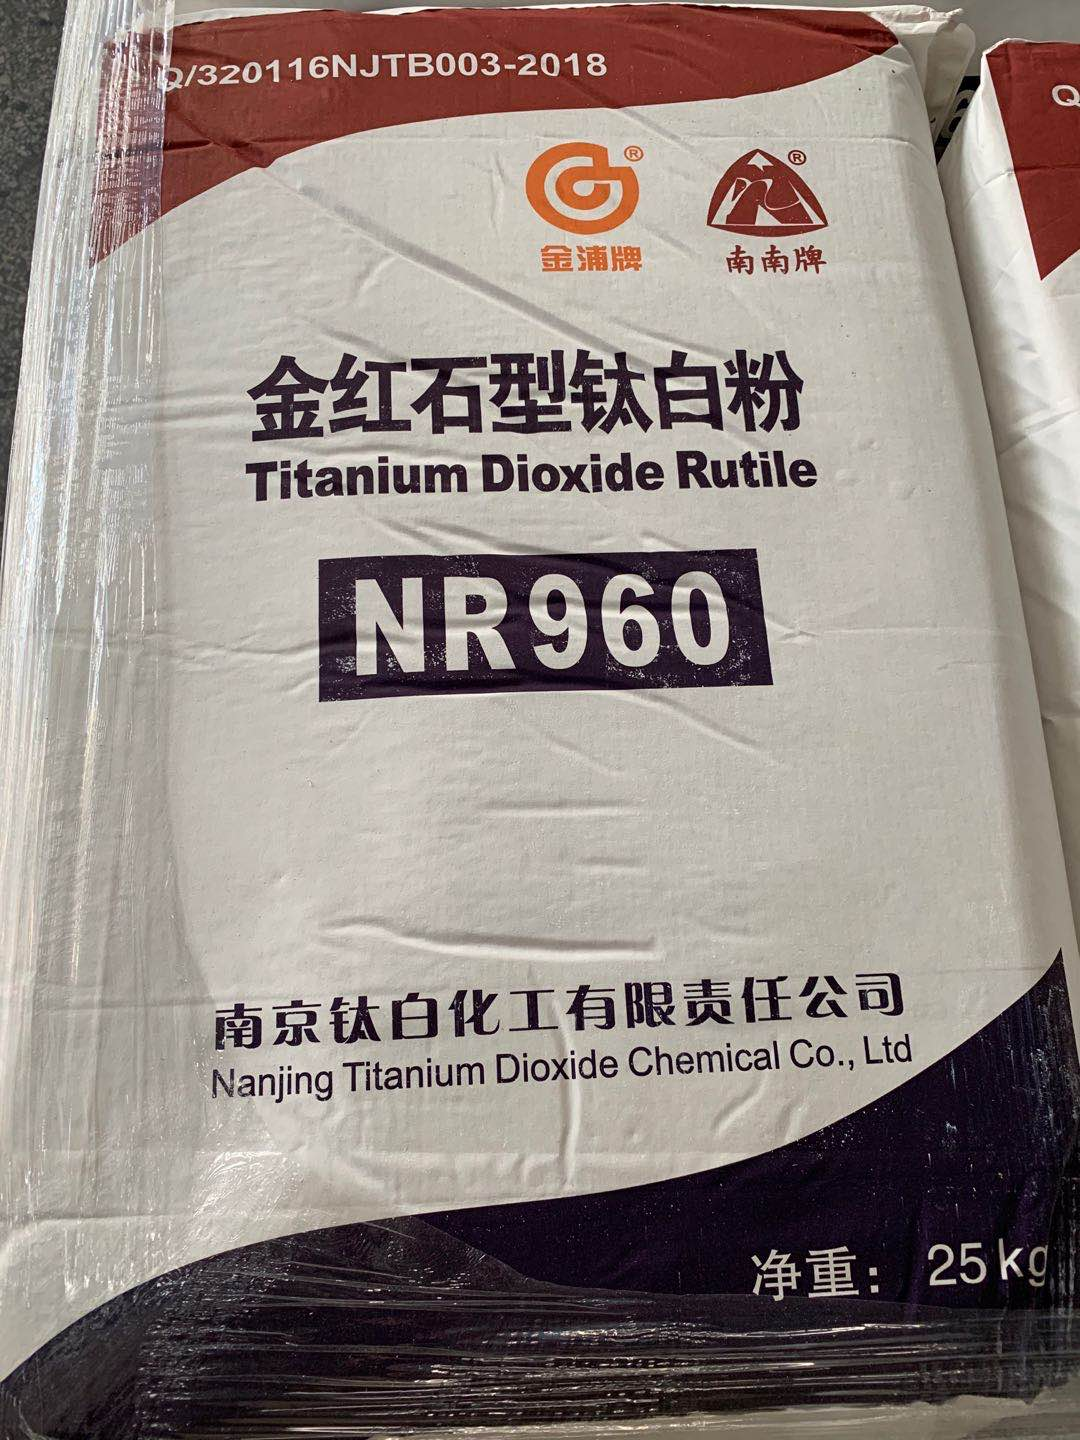 Q/320116NJTB003-2018
®
金浦牌
®
南南牌
金红石型钛白粉
Titanium Dioxide Rutile
NR960
南京钛白化工有限责任公司
Nanjing Titanium Dioxide Chemical Co., Ltd
净重：25kg
Q